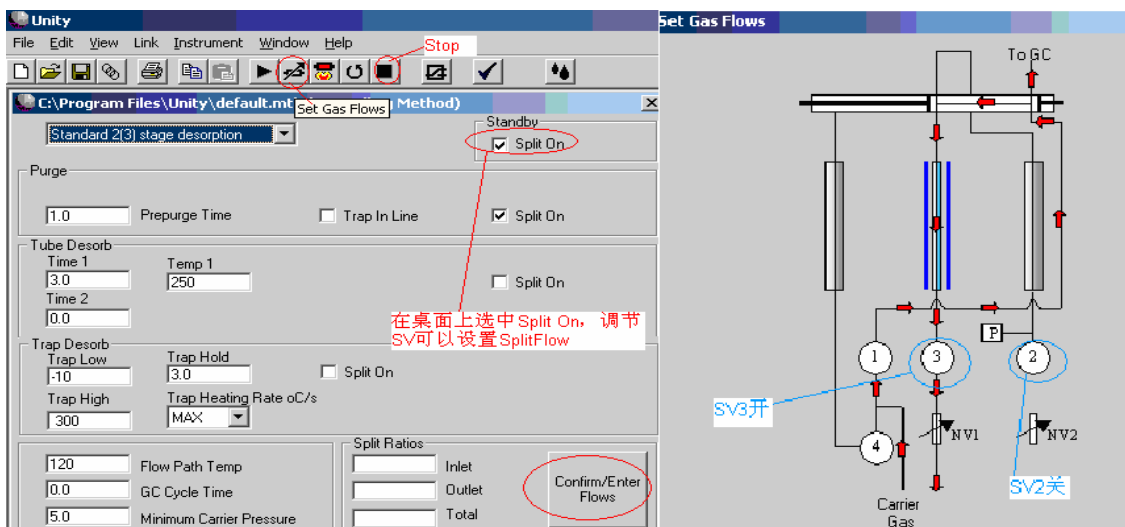 Unity
File Edit View Link Instrument Window Help
Stop
C:\Program Files\Unity\default.mt
g Method)
Set Gas Flows
Standard 2(3) stage desorption
Standby
Split On
Purge
1.0 Prepurge Time Trap In Line Split On
Tube Desorb
Time 1 Temp 1
3.0 250 Split On
Time 2
0.0
在桌面上选中Split On，调节
SV可以设置SplitFlow
Trap Desorb
Trap Low Trap Hold
-10 3.0 Split On
Trap High Trap Heating Rate oC/s
300 MAX
Split Ratios
120 Flow Path Temp Inlet
0.0 GC Cycle Time Outlet
5.0 Minimum Carrier Pressure Total
Confirm/Enter
Flows
Set Gas Flows
To GC
P
1 3 2
SV3开
NV1 NV2
4
SV2关
Carrier
Gas